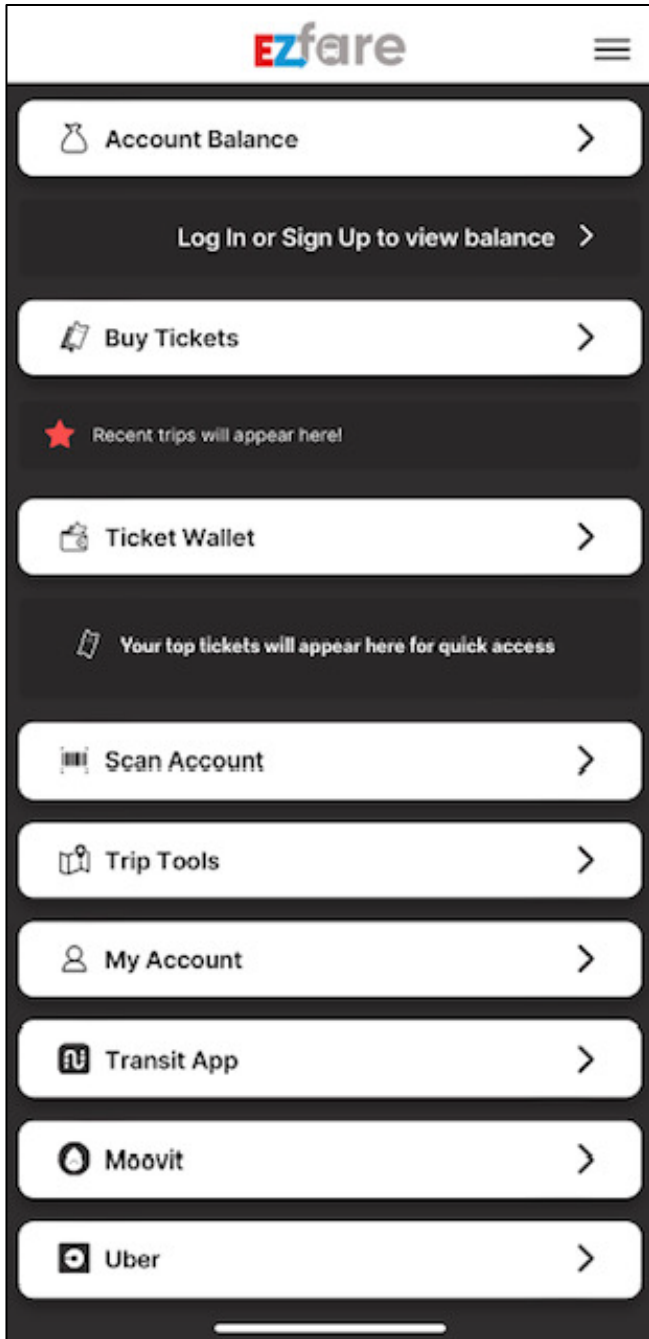 EZfare
Account Balance
Log In or Sign Up to view balance
Buy Tickets
Recent trips will appear here!
Ticket Wallet
Your top tickets will appear here for quick access
Scan Account
Trip Tools
My Account
Transit App
Moovit
Uber